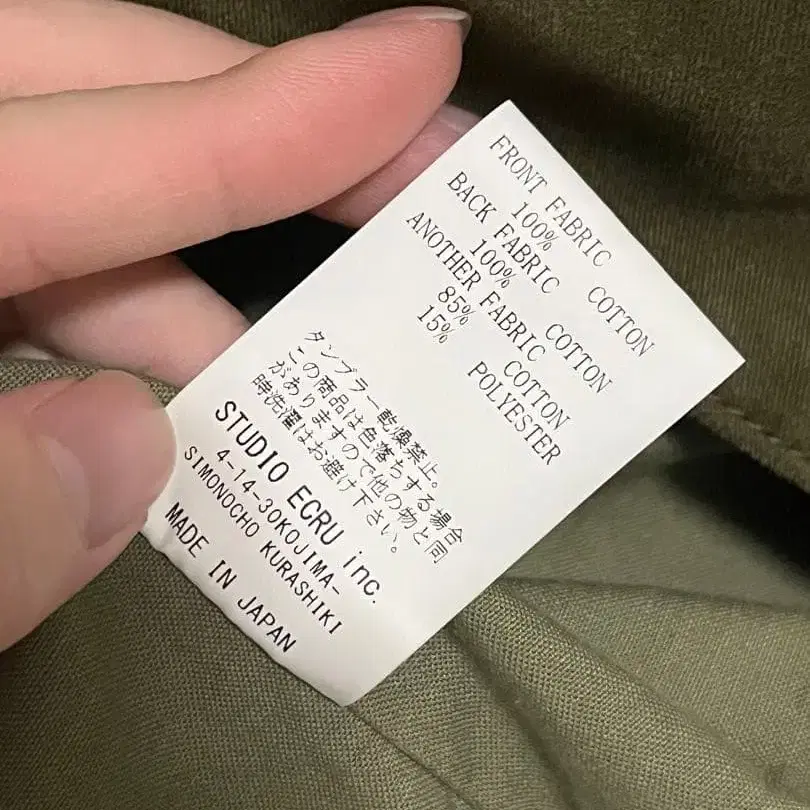 FRONT FABRIC
100% COTTON
BACK FABRIC
100% COTTON
ANOTHER FABRIC
85% COTTON
15% POLYESTER
タンブラー乾燥禁止。
この商品は色落ちする場合
がありますので他の物と同
時洗濯はお避け下さい。
STUDIO ECRU inc.
4-14-30KOJIMA-
SIMONOCHO KURASHIKI
MADE IN JAPAN